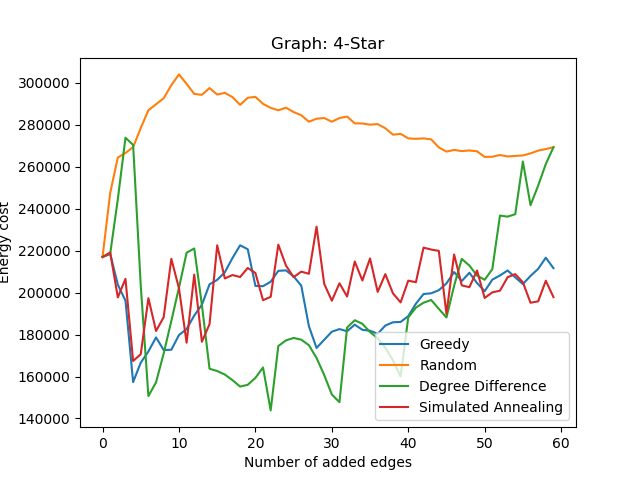 Graph: 4-Star
300000
280000
260000
240000
220000
200000
180000
160000
140000
Energy cost
0 10 20 30 40 50 60
Number of added edges
Greedy
Random
Degree Difference
Simulated Annealing